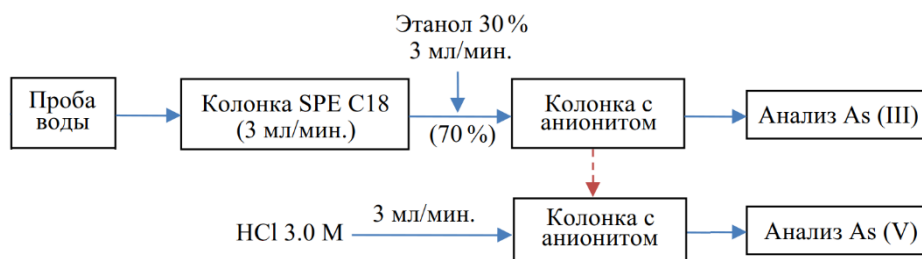 Этанол 30 %
3 мл/мин.
Проба
воды
Колонка SPE C18
(3 мл/мин.)
(70 %)
Колонка с
анионитом
Анализ As (III)
HCl 3.0 М
3 мл/мин.
Колонка с
анионитом
Анализ As (V)